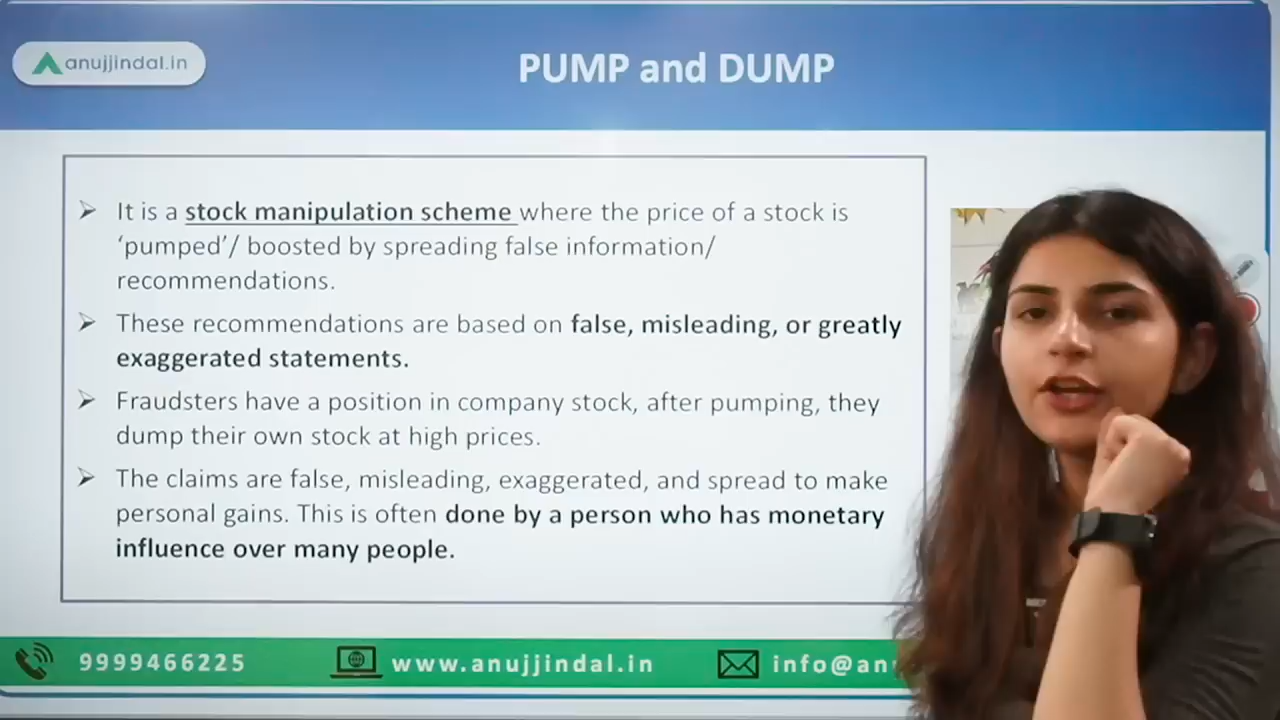 anujjindal.in
PUMP and DUMP
It is a stock manipulation scheme where the price of a stock is
‘pumped’/ boosted by spreading false information/
recommendations.
These recommendations are based on false, misleading, or greatly
exaggerated statements.
Fraudsters have a position in company stock, after pumping, they
dump their own stock at high prices.
The claims are false, misleading, exaggerated, and spread to make
personal gains. This is often done by a person who has monetary
influence over many people.
9999466225
www.anujjindal.in
info@an